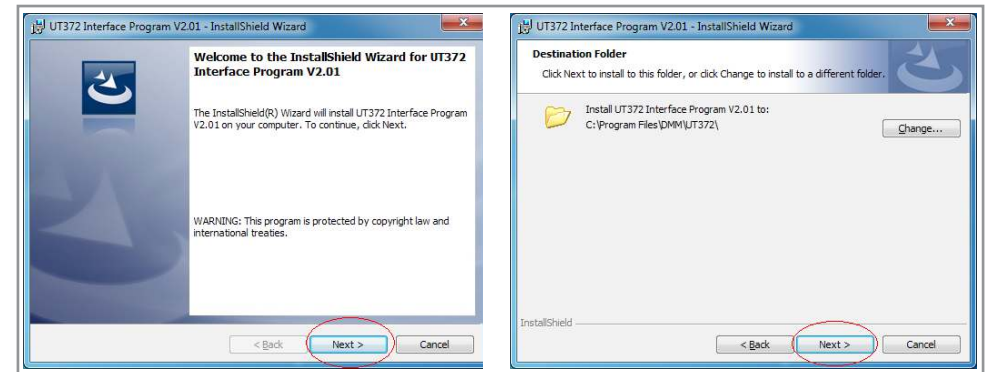 UT372 Interface Program V2.01 - InstallShield Wizard
Welcome to the InstallShield Wizard for UT372
Interface Program V2.01
The InstallShield(R) Wizard will install UT372 Interface Program
V2.01 on your computer. To continue, click Next.
WARNING: This program is protected by copyright law and
international treaties.
< Back
Next >
Cancel
UT372 Interface Program V2.01 - InstallShield Wizard
Destination Folder
Click Next to install to this folder, or click Change to install to a different folder.
Install UT372 Interface Program V2.01 to:
C:\Program Files\DMM\UT372\
Change...
InstallShield
< Back
Next >
Cancel